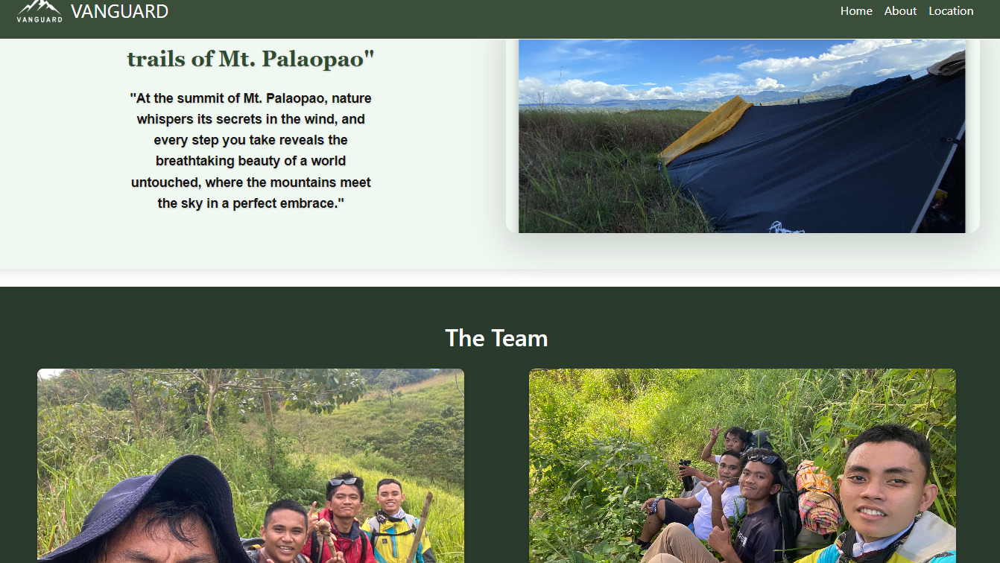 VANGUARD
VANGUARD
Home About Location
trails of Mt. Palaopao"
"At the summit of Mt. Palaopao, nature
whispers its secrets in the wind, and
every step you take reveals the
breathtaking beauty of a world
untouched, where the mountains meet
the sky in a perfect embrace."
The Team